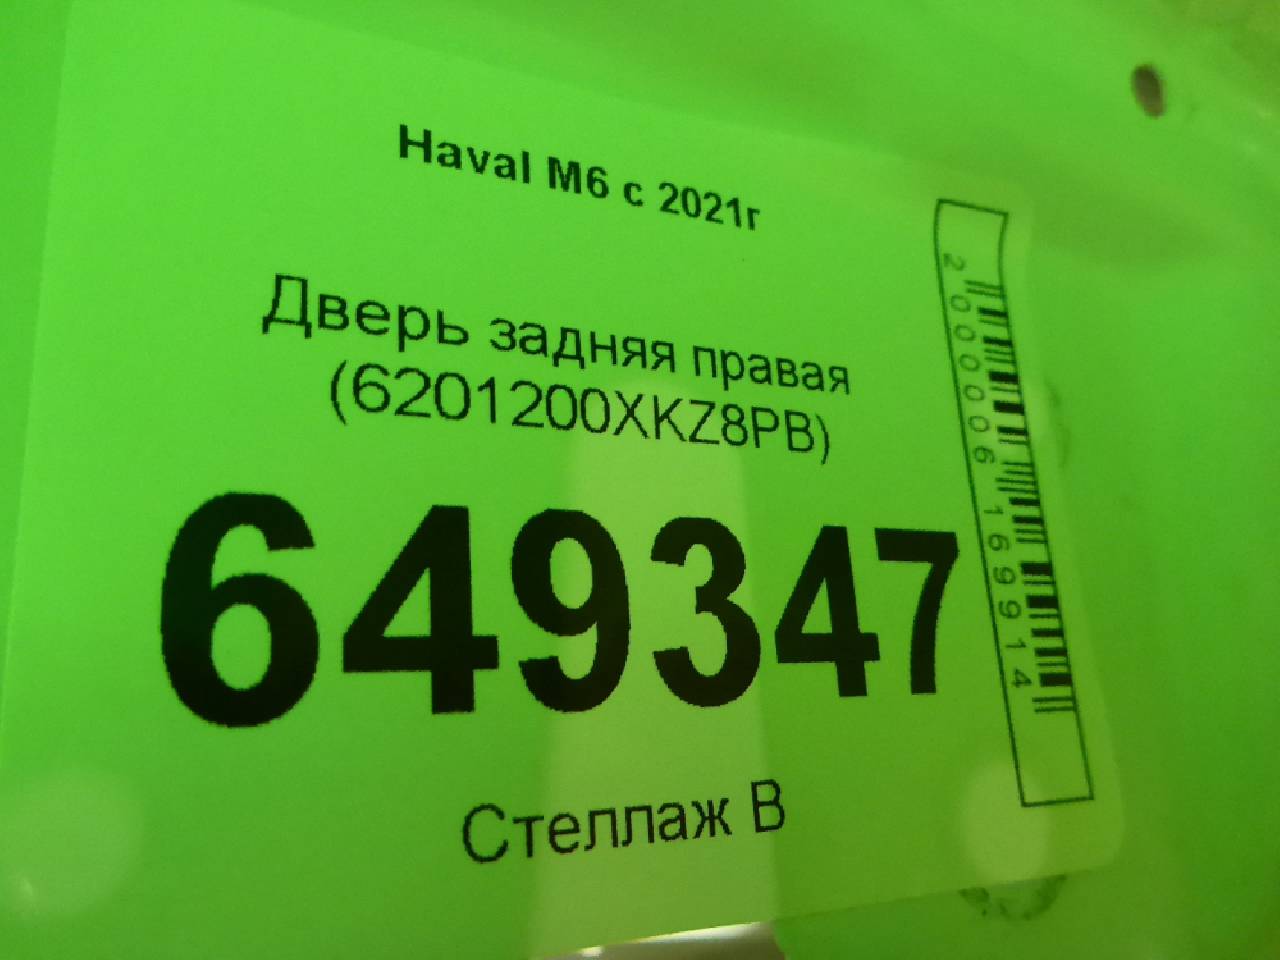 Haval M6 с 2021г
Дверь задняя правая
(6201200XKZ8PB)
649347
Стеллаж В
2000006169914